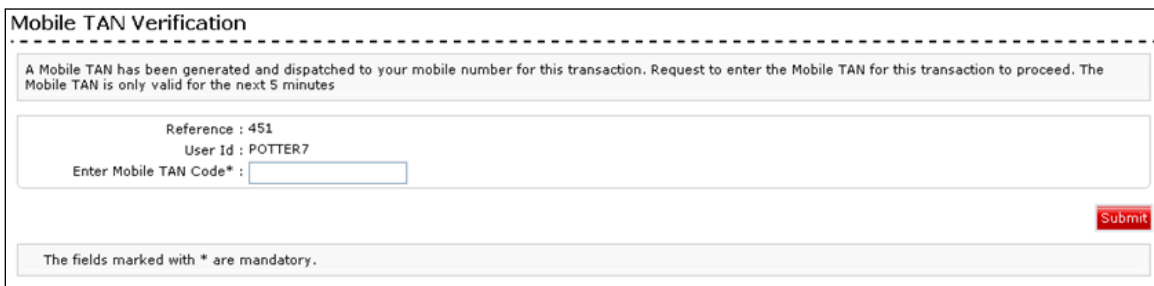 Mobile TAN Verification
A Mobile TAN has been generated and dispatched to your mobile number for this transaction. Request to enter the Mobile TAN for this transaction to proceed. The
Mobile TAN is only valid for the next 5 minutes
Reference : 451
User Id : POTTER7
Enter Mobile TAN Code* :
Submit
The fields marked with * are mandatory.